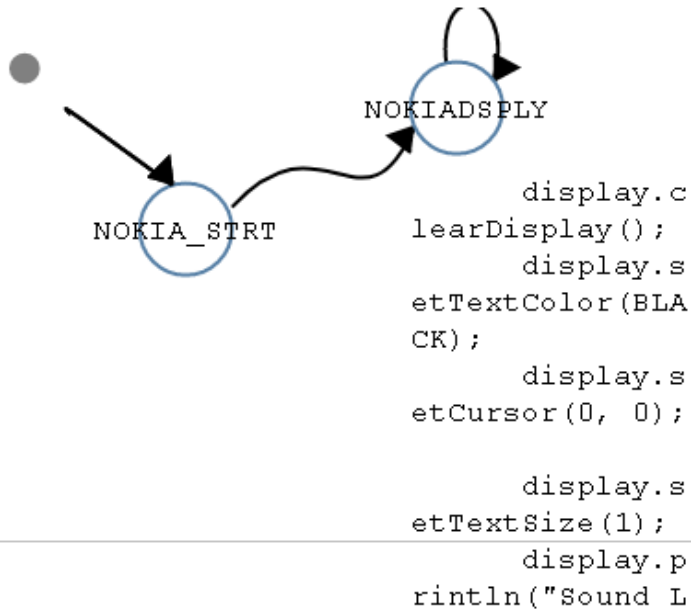 NOKIADSPLY
NOKIA_STRT
display.c
learDisplay();
display.s
etTextColor(BLA
CK);
display.s
etCursor(0, 0);
display.s
etTextSize(1);
display.p
rintln("Sound L